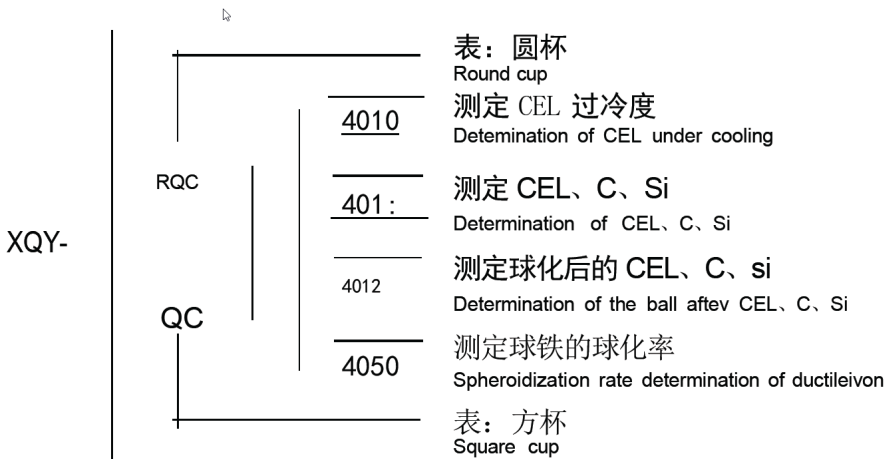 表：圆杯
Round cup
4010
测定 CEL 过冷度
Detemination of CEL under cooling
RQC
401:
测定 CEL、C、Si
Determination of CEL、C、Si
XQY-
4012
测定球化后的 CEL、C、si
Determination of the ball aftev CEL、C、Si
QC
4050
测定球铁的球化率
Spheroidization rate determination of ductileivon
表：方杯
Square cup